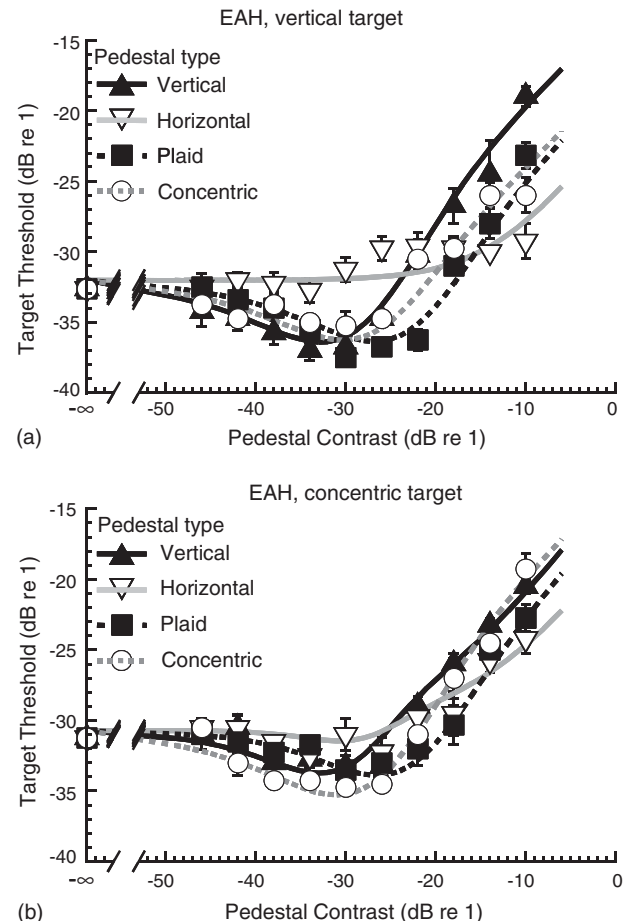 EAH, vertical target
-15
-20
-25
-30
-35
-40
Target Threshold (dB re 1)
Pedestal type
Vertical
Horizontal
Plaid
Concentric
-∞ -50 -40 -30 -20 -10 0
(a) Pedestal Contrast (dB re 1)
EAH, concentric target
-15
-20
-25
-30
-35
-40
Target Threshold (dB re 1)
Pedestal type
Vertical
Horizontal
Plaid
Concentric
-∞ -50 -40 -30 -20 -10 0
(b) Pedestal Contrast (dB re 1)